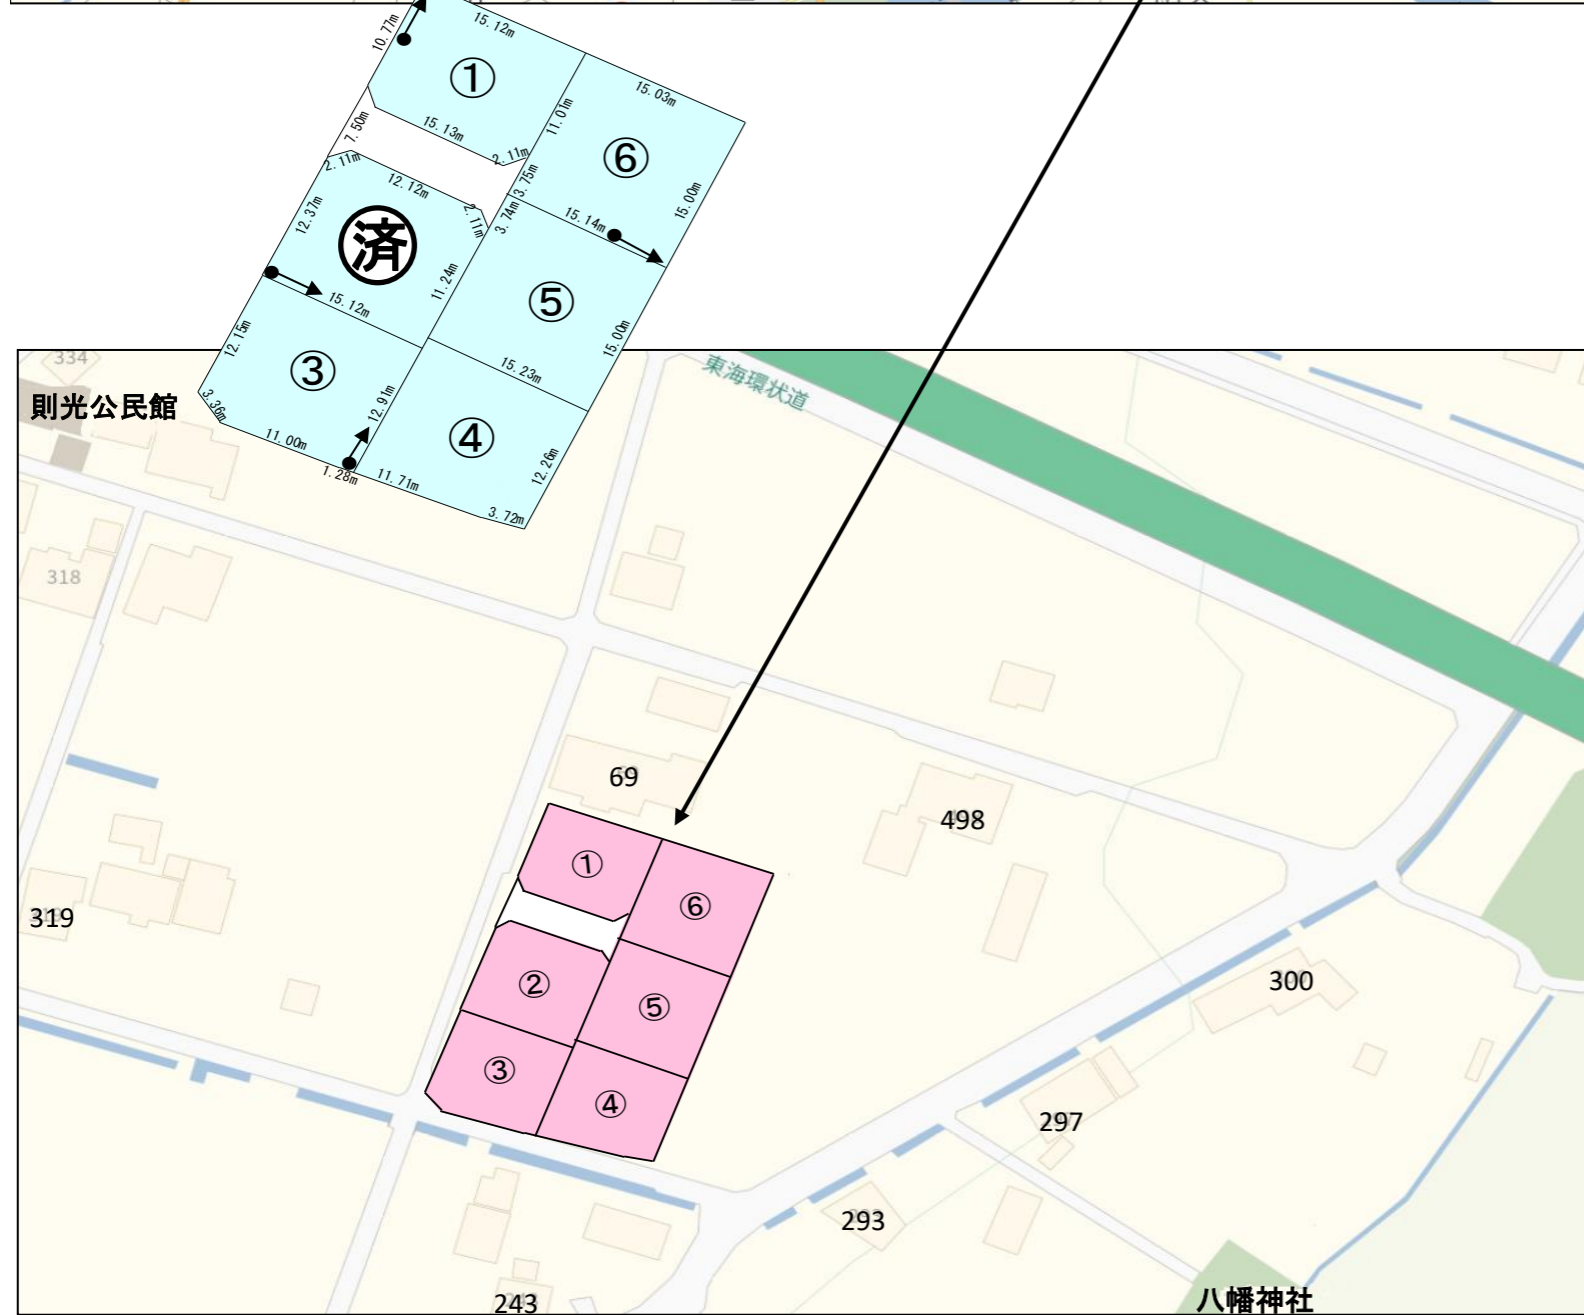 15.12m
10.77m
①
15.03m
11.01m
7.50m
15.13m
2.11m
⑥
2.11m
12.12m
3.75m
2.11m
3.74m
15.14m
15.00m
12.37m
済
11.24m
15.12m
⑤
12.15m
15.00m
15.23m
③
334
東海環状道
則光公民館
3.36m
12.91m
11.00m
④
1.28m
11.71m
12.26m
3.72m
318
69
498
①
⑥
319
②
⑤
300
③
④
297
293
243
八幡神社